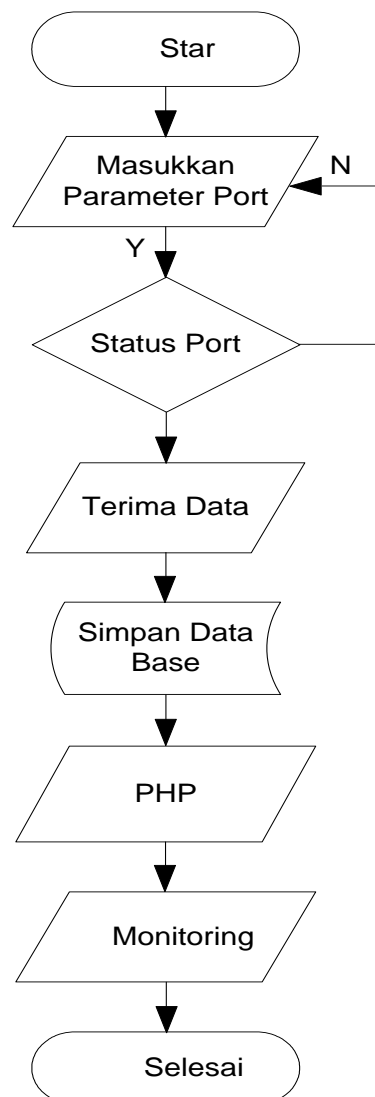 Star
Masukkan
Parameter Port
N
Y
Status Port
Terima Data
Simpan Data
Base
PHP
Monitoring
Selesai